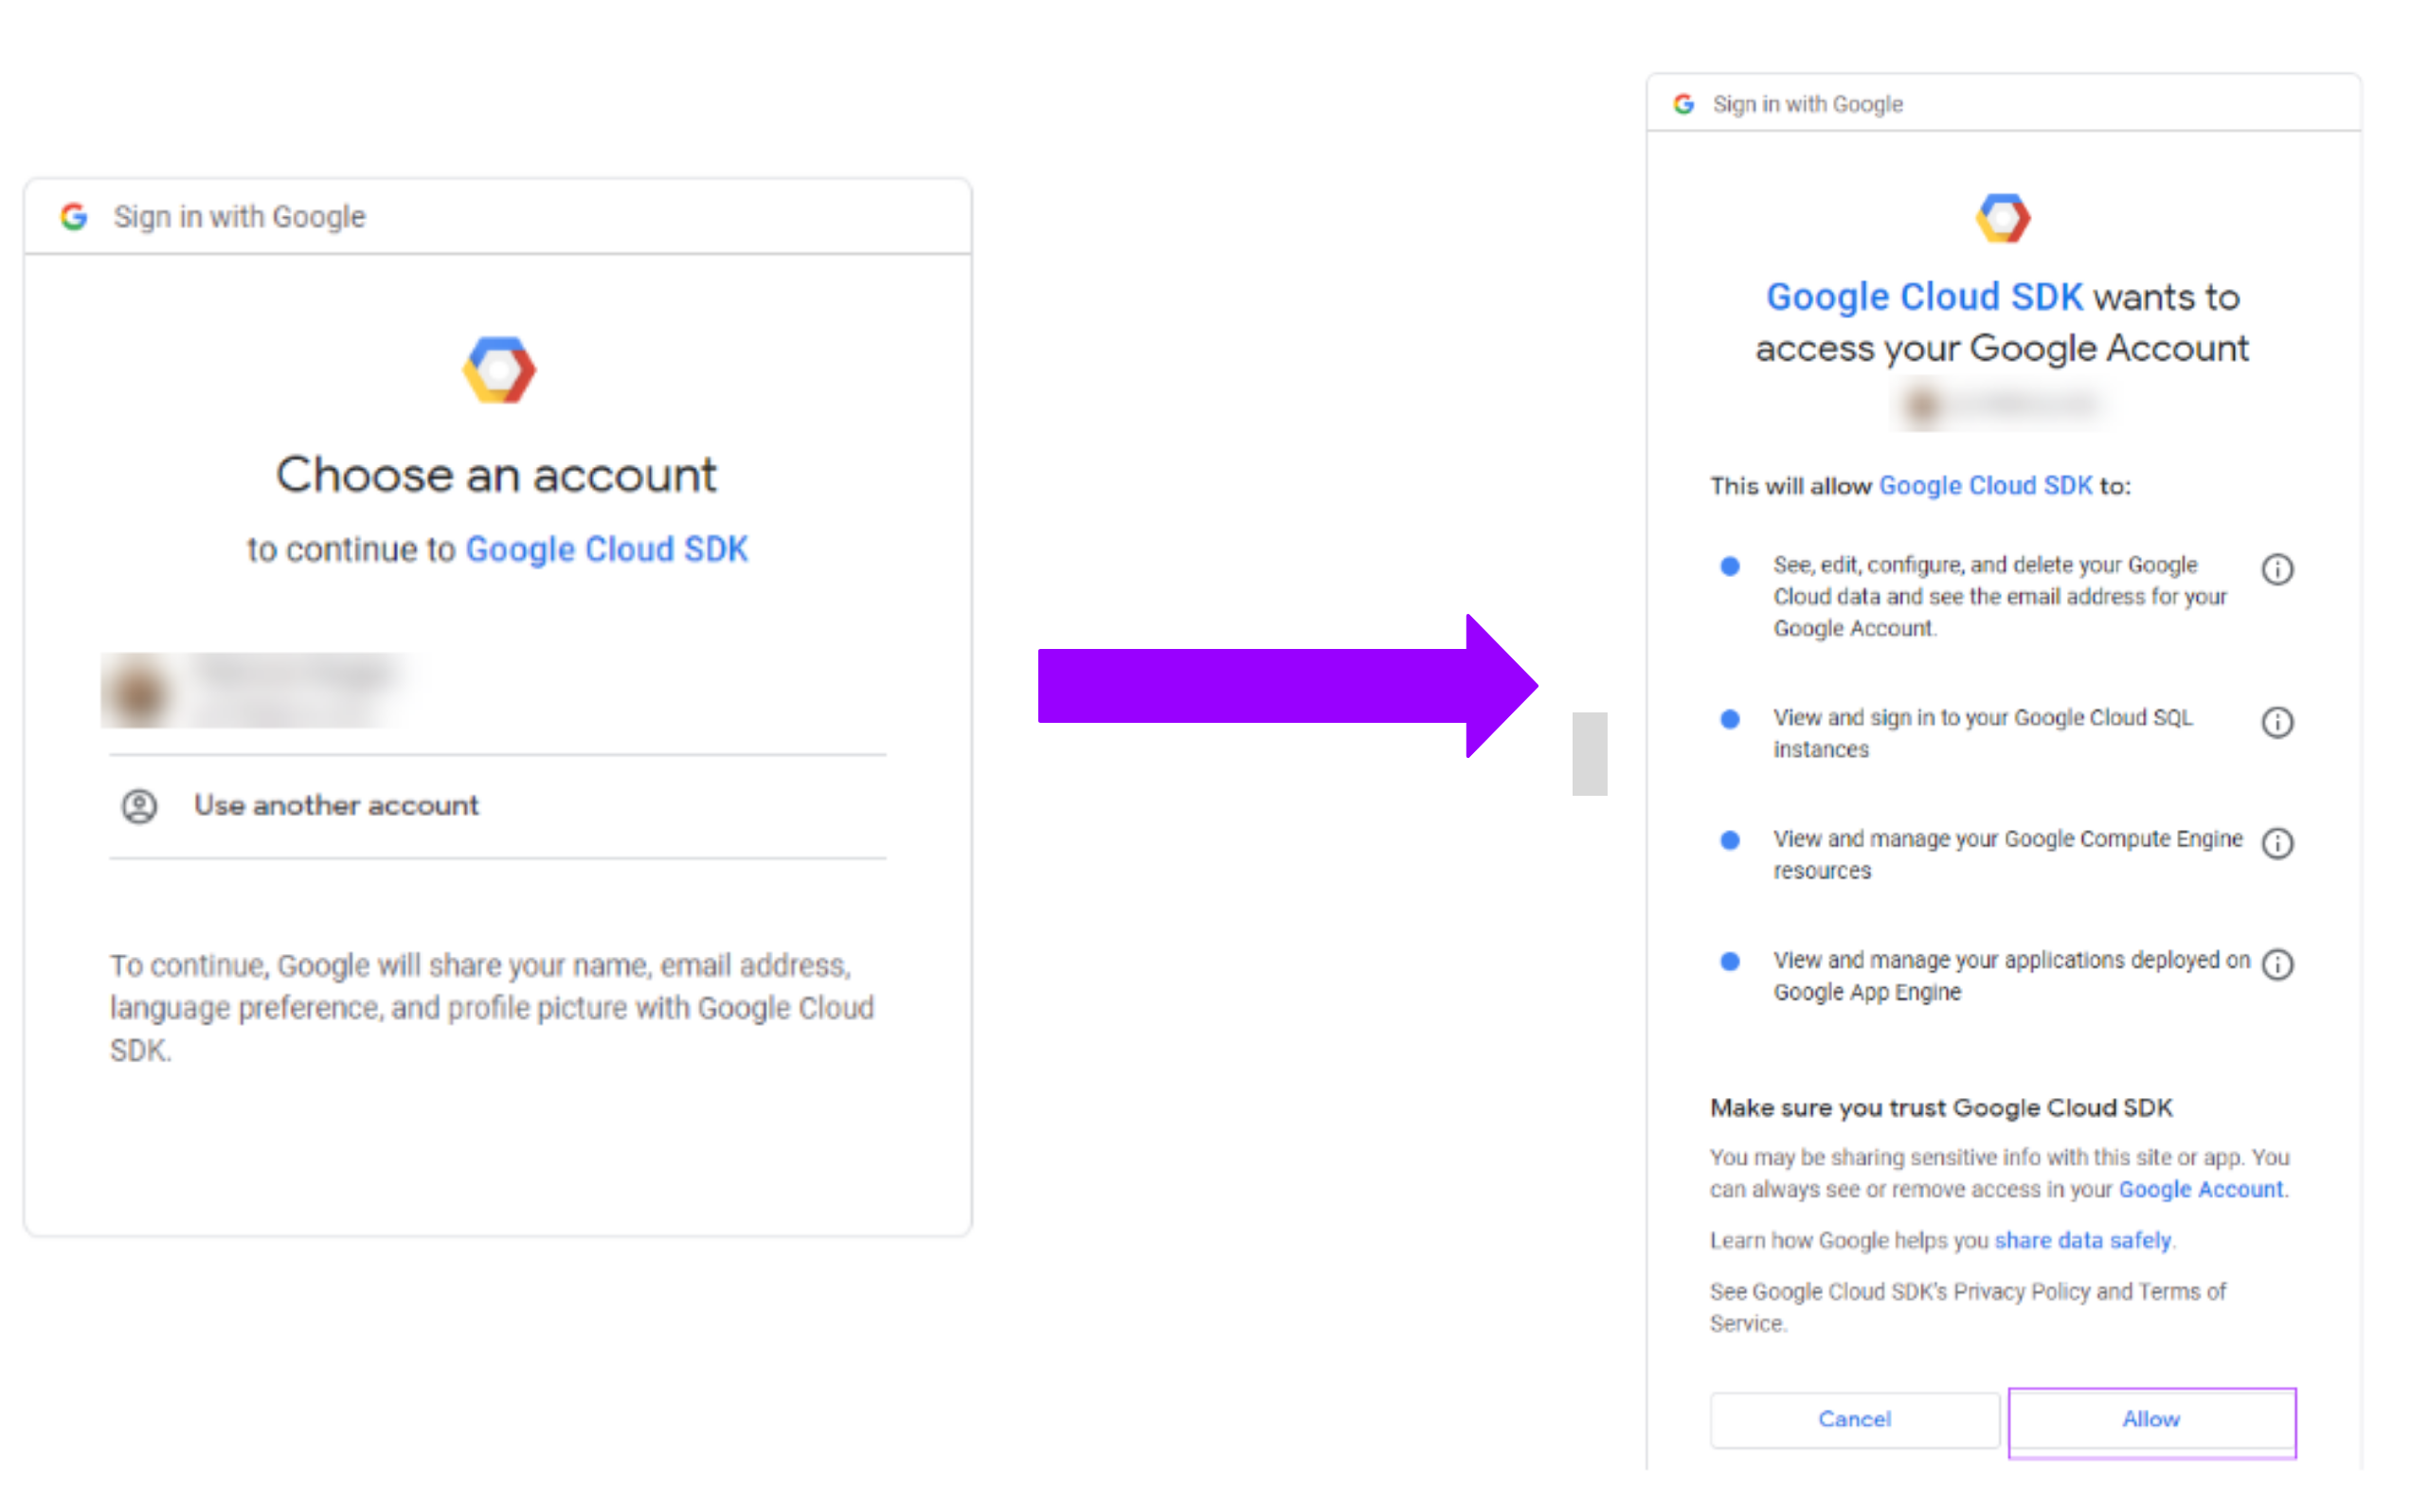 Sign in with Google
Choose an account
to continue to Google Cloud SDK
Use another account
To continue, Google will share your name, email address,
language preference, and profile picture with Google Cloud
SDK.
Sign in with Google
Google Cloud SDK wants to
access your Google Account
This will allow Google Cloud SDK to:
See, edit, configure, and delete your Google
Cloud data and see the email address for your
Google Account.
View and sign in to your Google Cloud SQL
instances
View and manage your Google Compute Engine
resources
View and manage your applications deployed on
Google App Engine
Make sure you trust Google Cloud SDK
You may be sharing sensitive info with this site or app. You
can always see or remove access in your Google Account.
Learn how Google helps you share data safely.
See Google Cloud SDK's Privacy Policy and Terms of
Service.
Cancel
Allow